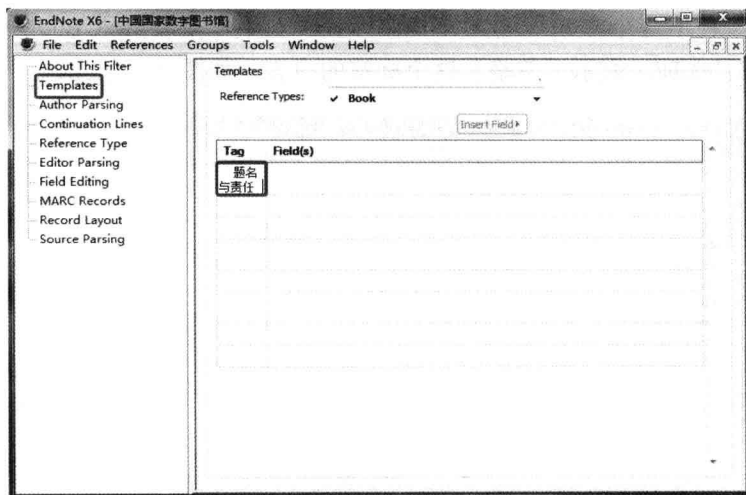 EndNote X6 - [中国国家数字图书馆]
File Edit References Groups Tools Window Help
About This Filter
Templates
Author Parsing
Continuation Lines
Reference Type
Editor Parsing
Field Editing
MARC Records
Record Layout
Source Parsing
Templates
Reference Types: ✔ Book
Insert Field
Tag Field(s)
题名
与责任